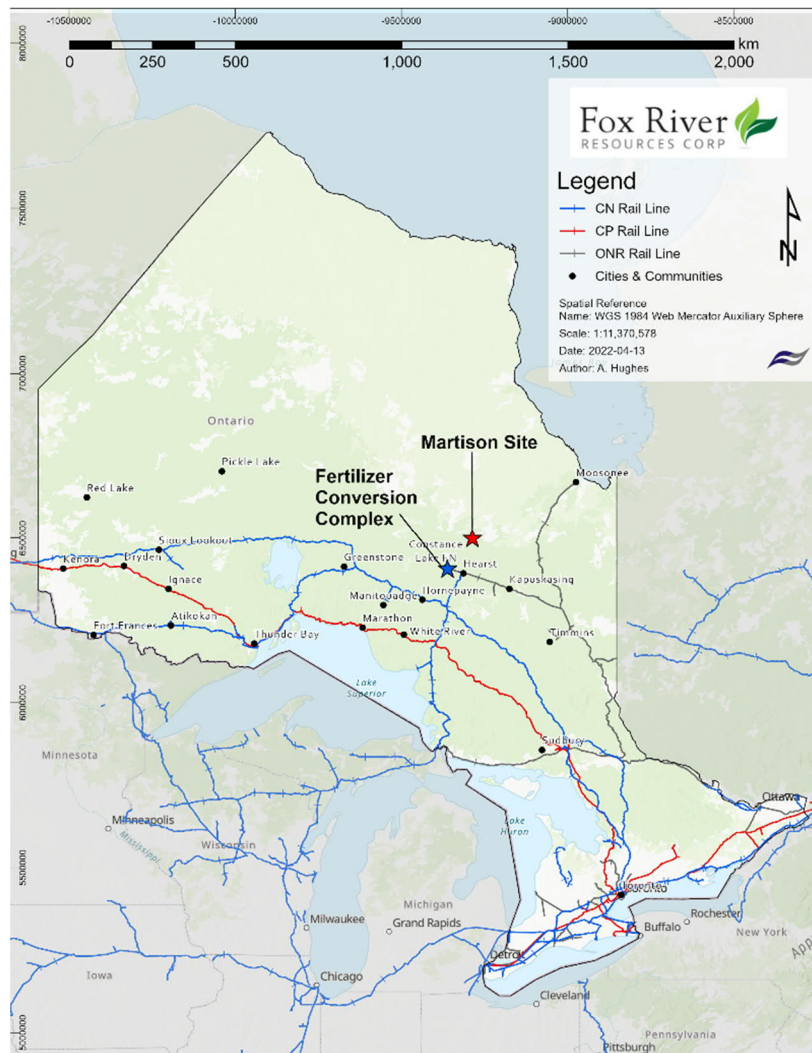 -10500000
-10000000
-9500000
-9000000
-8500000
8000000
km
0
250
500
1,000
1,500
2,000
Fox River
RESOURCES CORP
Legend
CN Rail Line
CP Rail Line
ONR Rail Line
Cities & Communities
Spatial Reference
Name: WGS 1984 Web Mercator Auxiliary Sphere
Scale: 1:11,370,578
Date: 2022-04-13
Author: A. Hughes
N
7500000
7000000
Ontario
Martison Site
Pickle Lake
Fertilizer
Conversion
Complex
Moosonee
Red Lake
6500000
Sioux Lookout
Constance
Lake FN
Kenora
Dryden
Greenstone
Hearst
Ignace
Kapuskasing
Manitouadge
Hornepayne
Fort Frances
Atikokan
Marathon
Thunder Bay
White River
Timmins
Lake
Superior
6000000
Sudbury
Minnesota
Ottawa
Minneapolis
Mississippi
Wisconsin
Lake
Huron
5500000
Toronto
Michigan
Milwaukee
Grand Rapids
Buffalo
Rochester
New York
Detroit
Iowa
Chicago
Cleveland
5000000
Pennsylvania
Pittsburgh